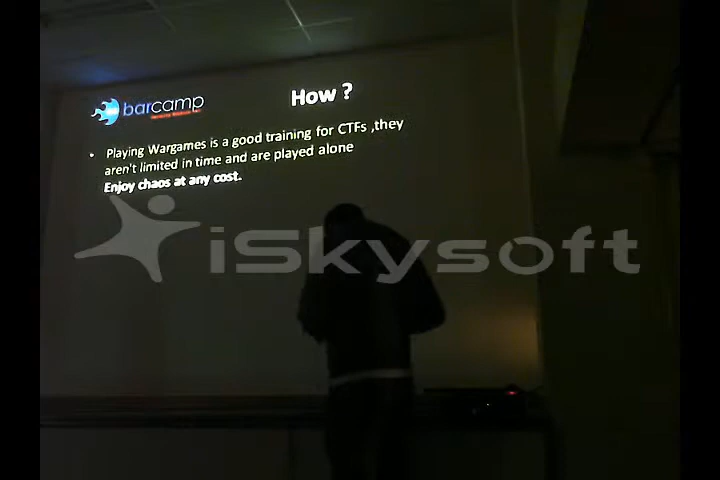 barcamp
How ?
• Playing Wargames is a good training for CTFs ,they
aren't limited in time and are played alone
Enjoy chaos at any cost.
iSkysoft